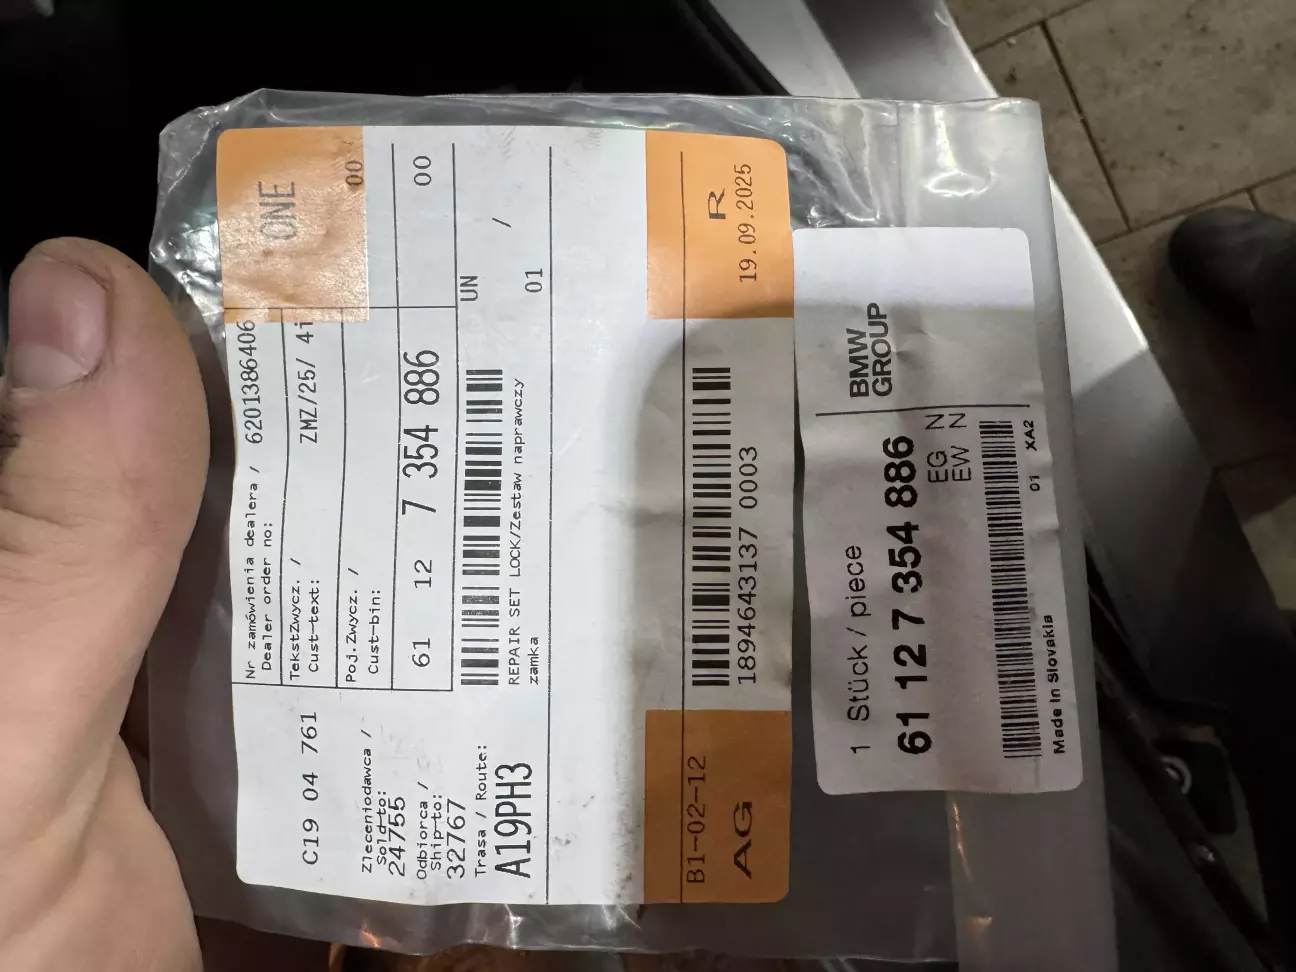 C19 04 761
Nr zamówienia dealera /
Dealer order no:
6201386406
ONE
TekstZwycz. /
Cust-text:
ZMZ/25/ 4i
00
Poj.Zwycz. /
Cust-bin:
Zleceniodawca /
Sold-to:
24755
61 12 7 354 886
00
Odbiorca /
Ship-to:
32767
UN
Trasa / Route:
A19PH3
REPAIR SET LOCK/Zestaw naprawczy
zamka
01 /
B1-02-12
AG
1894643137 0003
R
19.09.2025
1 Stück / piece
BMW
GROUP
61 12 7 354 886
EG N
EW N
01 XA2
Made in Slovakia